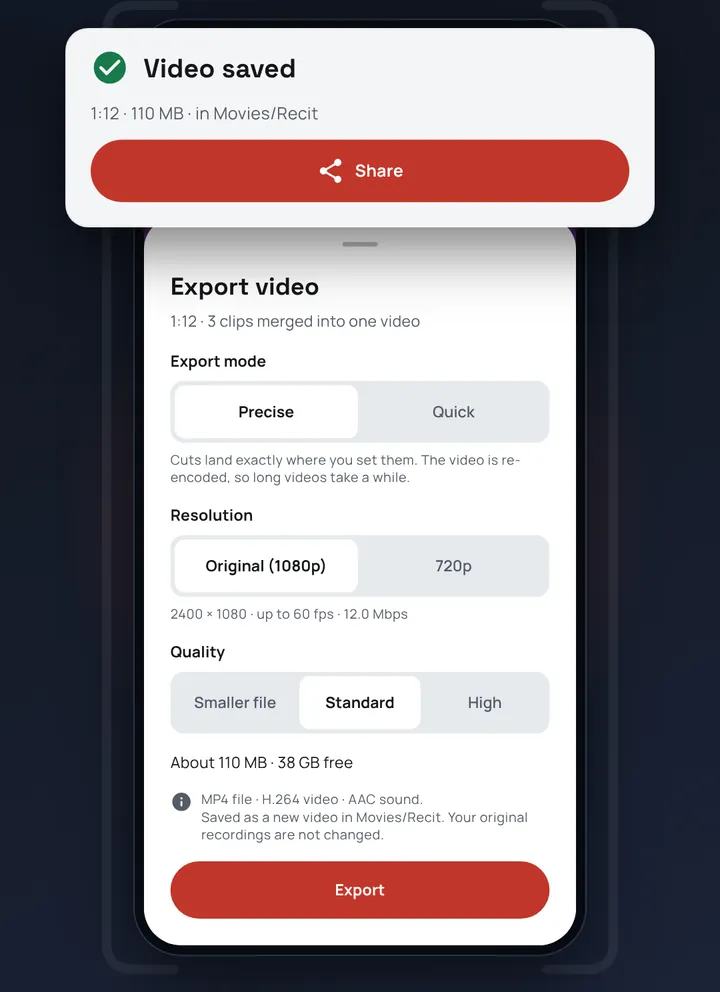 Video saved
1:12 · 110 MB · in Movies/Recit
Share
Export video
1:12 · 3 clips merged into one video
Export mode
Precise
Quick
Cuts land exactly where you set them. The video is re-
encoded, so long videos take a while.
Resolution
Original (1080p)
720p
2400 × 1080 · up to 60 fps · 12.0 Mbps
Quality
Smaller file
Standard
High
About 110 MB · 38 GB free
MP4 file · H.264 video · AAC sound.
Saved as a new video in Movies/Recit. Your original
recordings are not changed.
Export